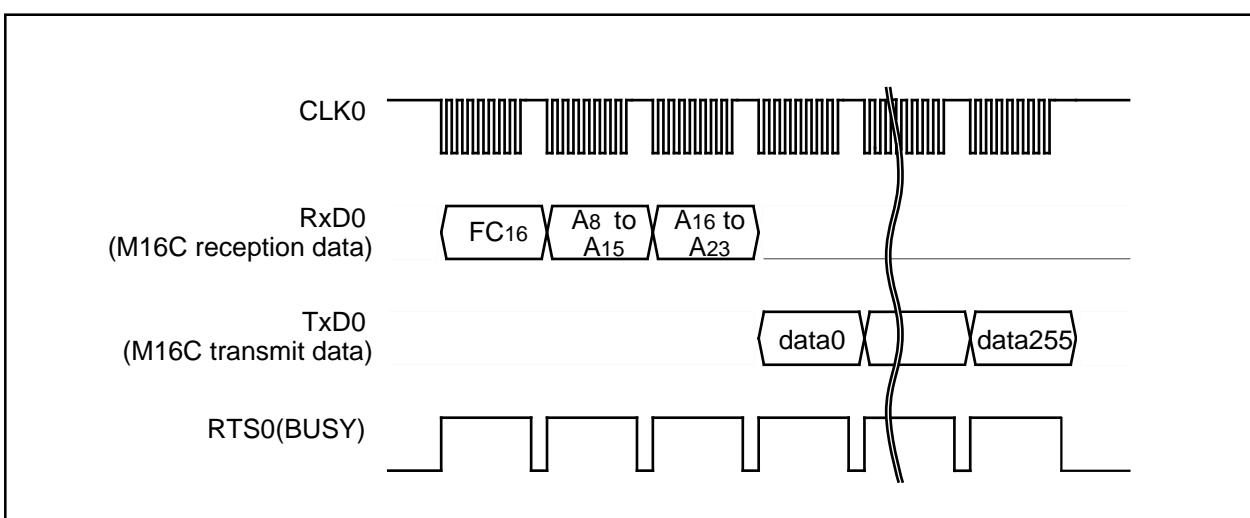 CLK0
RxD0
(M16C reception data)
FC16
A8 to
A15
A16 to
A23
TxD0
(M16C transmit data)
data0
data255
RTS0(BUSY)